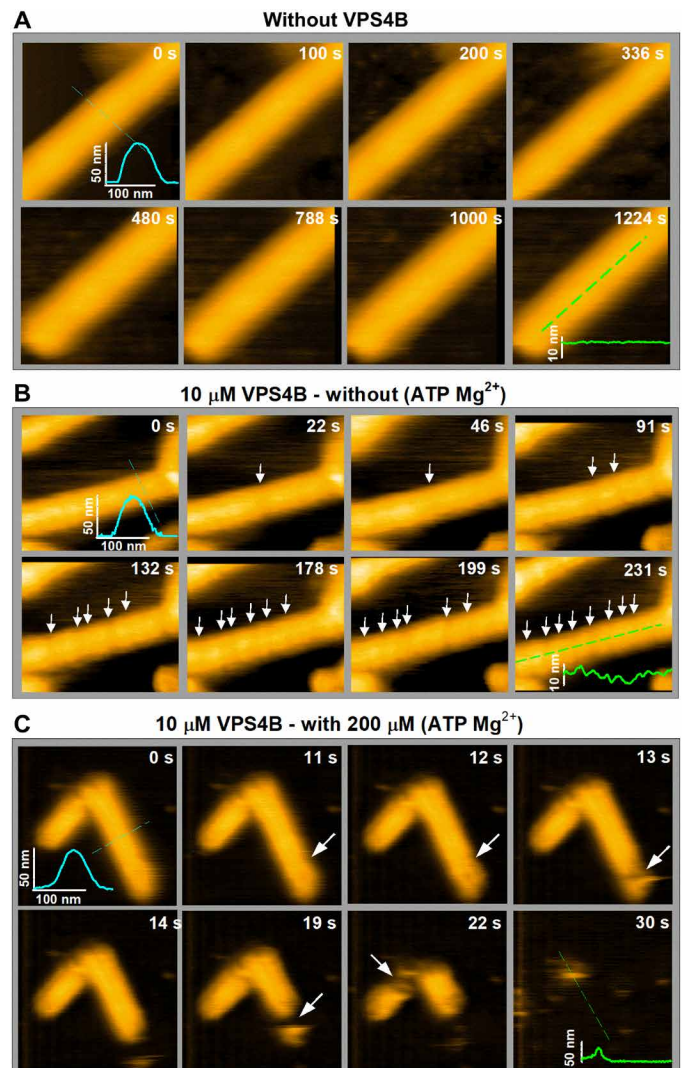 A
Without VPS4B
0 s
100 s
200 s
336 s
50 nm
100 nm
480 s
788 s
1000 s
1224 s
10 nm
B
10 μM VPS4B - without (ATP Mg²⁺)
0 s
22 s
46 s
91 s
50 nm
100 nm
132 s
178 s
199 s
231 s
10 nm
C
10 μM VPS4B - with 200 μM (ATP Mg²⁺)
0 s
11 s
12 s
13 s
50 nm
100 nm
14 s
19 s
22 s
30 s
50 nm